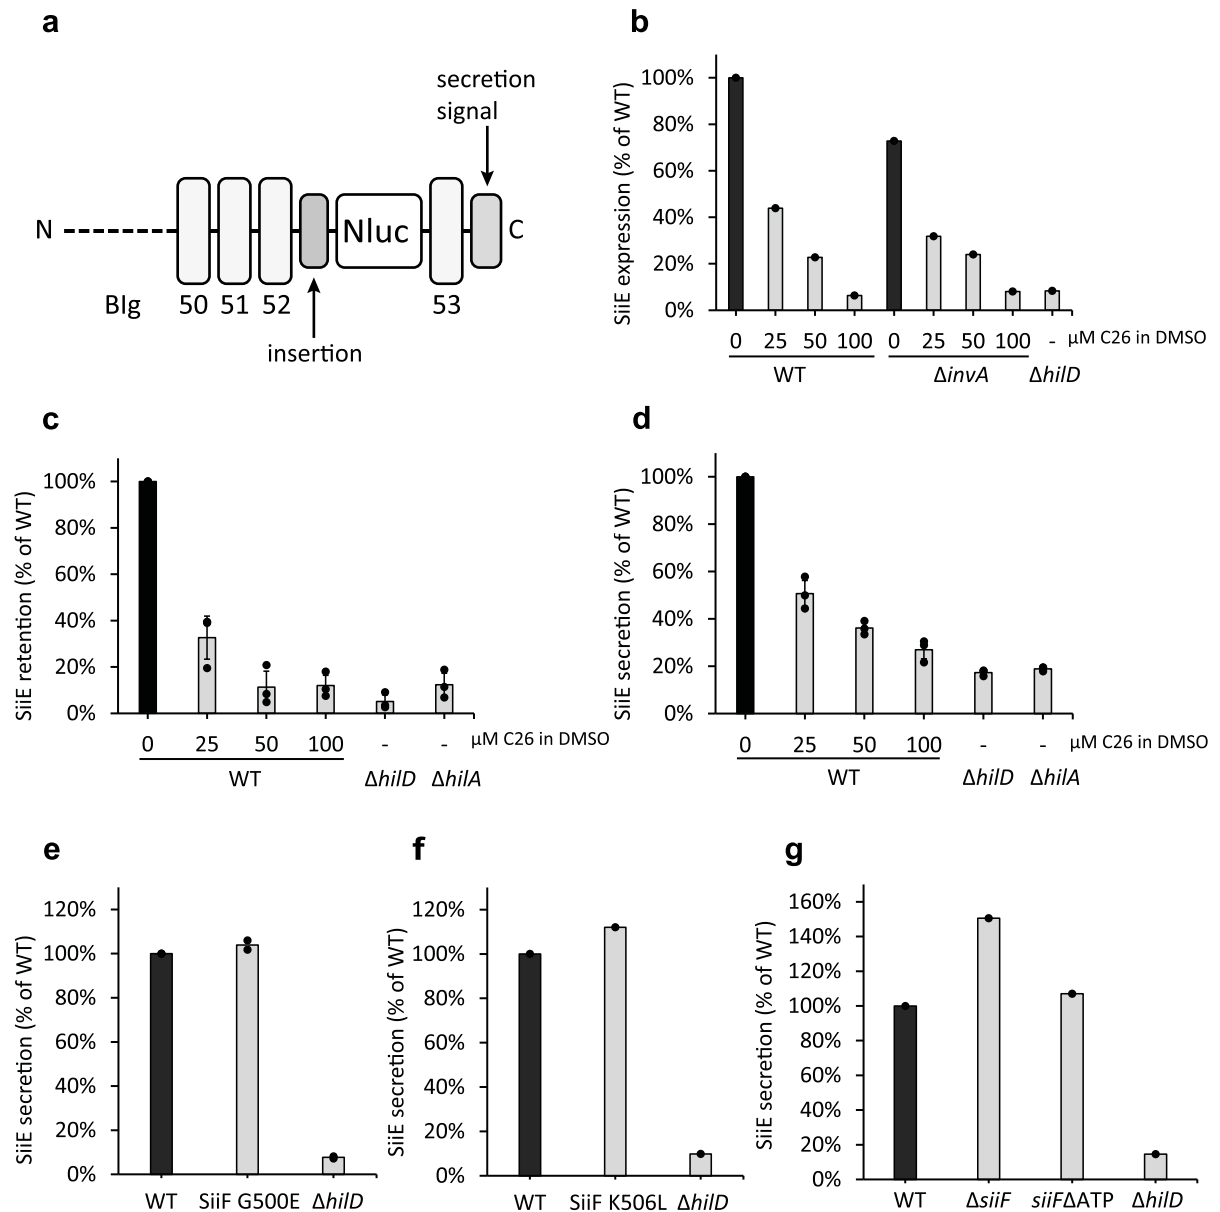 a
secretion
signal
N
Nluc
C
BIg
50 51 52 53
insertion
b
SiiE expression (% of WT)
100%
80%
60%
40%
20%
0%
0 25 50 100 0 25 50 100 - µM C26 in DMSO
WT ΔinvA ΔhilD
c
SiiE retention (% of WT)
100%
80%
60%
40%
20%
0%
0 25 50 100 - - µM C26 in DMSO
WT ΔhilD ΔhilA
d
SiiE secretion (% of WT)
100%
80%
60%
40%
20%
0%
0 25 50 100 - - µM C26 in DMSO
WT ΔhilD ΔhilA
e
SiiE secretion (% of WT)
120%
100%
80%
60%
40%
20%
0%
WT SiiF G500E ΔhilD
f
SiiE secretion (% of WT)
120%
100%
80%
60%
40%
20%
0%
WT SiiF K506L ΔhilD
g
SiiE secretion (% of WT)
160%
140%
120%
100%
80%
60%
40%
20%
0%
WT ΔsiiF siiFΔATP ΔhilD